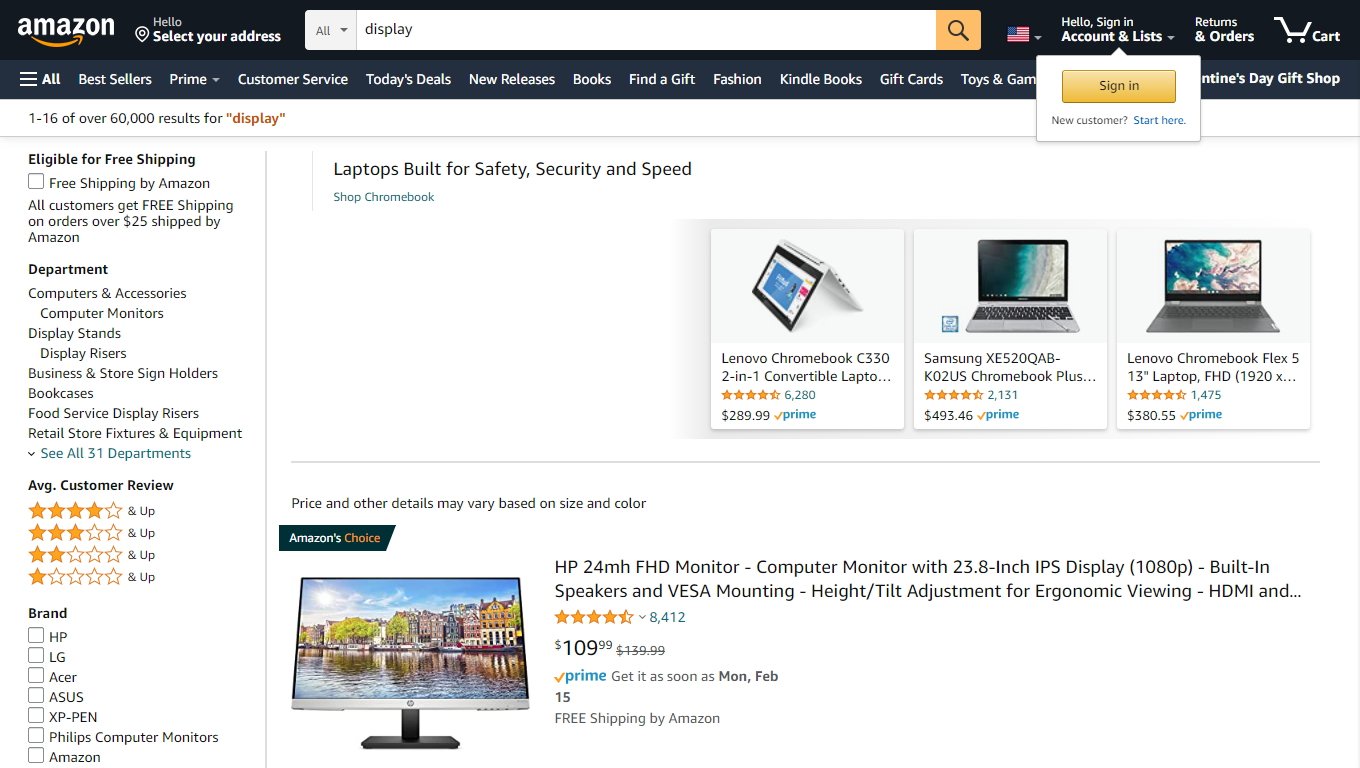 amazon
Hello
Select your address
All
display
Hello, Sign in
Account & Lists
Returns
& Orders
Cart
All
Best Sellers
Prime
Customer Service
Today's Deals
New Releases
Books
Find a Gift
Fashion
Kindle Books
Gift Cards
Toys & Gam
ntine's Day Gift Shop
Sign in
New customer? Start here.
1-16 of over 60,000 results for "display"
Eligible for Free Shipping
Free Shipping by Amazon
All customers get FREE Shipping
on orders over $25 shipped by
Amazon
Department
Computers & Accessories
Computer Monitors
Display Stands
Display Risers
Business & Store Sign Holders
Bookcases
Food Service Display Risers
Retail Store Fixtures & Equipment
See All 31 Departments
Avg. Customer Review
& Up
& Up
& Up
& Up
Brand
HP
LG
Acer
ASUS
XP-PEN
Philips Computer Monitors
Amazon
Laptops Built for Safety, Security and Speed
Shop Chromebook
Lenovo Chromebook C330
2-in-1 Convertible Lapto…
6,280
$289.99 prime
Samsung XE520QAB-
K02US Chromebook Plus…
2,131
$493.46 prime
Lenovo Chromebook Flex 5
13" Laptop, FHD (1920 x…
1,475
$380.55 prime
Price and other details may vary based on size and color
Amazon's Choice
HP 24mh FHD Monitor - Computer Monitor with 23.8-Inch IPS Display (1080p) - Built-In
Speakers and VESA Mounting - Height/Tilt Adjustment for Ergonomic Viewing - HDMI and…
8,412
$109.99 $139.99
prime Get it as soon as Mon, Feb
15
FREE Shipping by Amazon